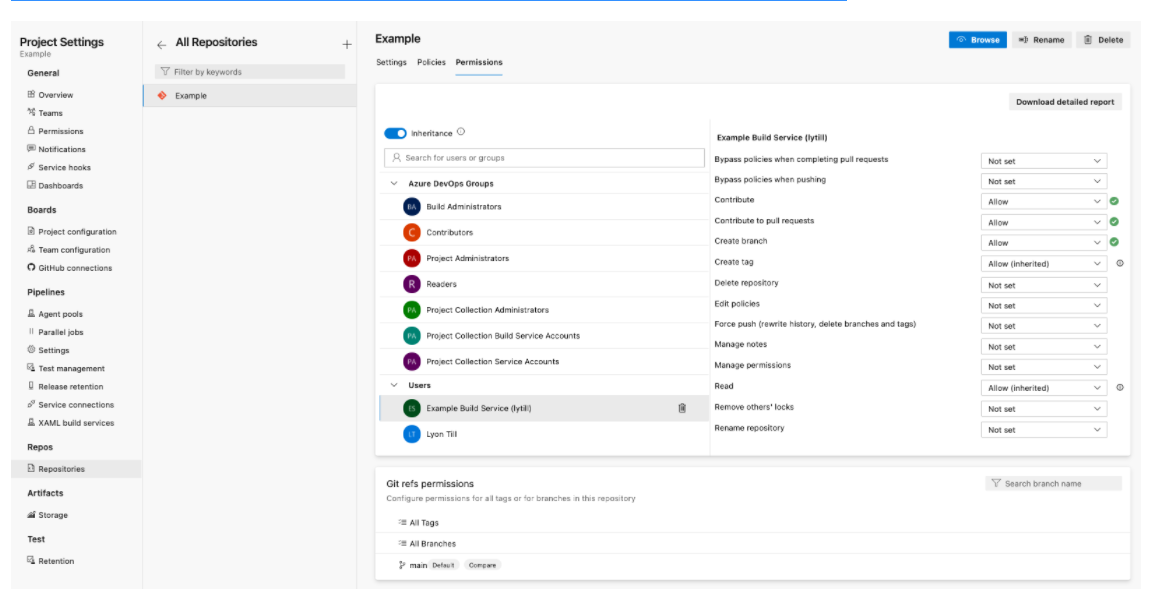 Project Settings
Example
General
Overview
Teams
Permissions
Notifications
Service hooks
Dashboards
Boards
Project configuration
Team configuration
GitHub connections
Pipelines
Agent pools
Parallel jobs
Settings
Test management
Release retention
Service connections
XAML build services
Repos
Repositories
Artifacts
Storage
Test
Retention
All Repositories
Filter by keywords
Example
Example
Browse
Rename
Delete
Settings Policies Permissions
Download detailed report
Inheritance
Search for users or groups
Azure DevOps Groups
BA Build Administrators
C Contributors
PA Project Administrators
R Readers
PA Project Collection Administrators
PA Project Collection Build Service Accounts
PA Project Collection Service Accounts
Users
ES Example Build Service (lytill)
LT Lyon Till
Example Build Service (lytill)
Bypass policies when completing pull requests Not set
Bypass policies when pushing Not set
Contribute Allow
Contribute to pull requests Allow
Create branch Allow
Create tag Allow (inherited)
Delete repository Not set
Edit policies Not set
Force push (rewrite history, delete branches and tags) Not set
Manage notes Not set
Manage permissions Not set
Read Allow (inherited)
Remove others' locks Not set
Rename repository Not set
Git refs permissions
Configure permissions for all tags or for branches in this repository
Search branch name
All Tags
All Branches
main Default Compare